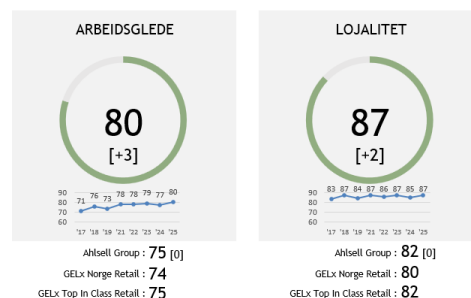 ARBEIDSGLEDE
80
[+3]
90
80
70
60
71 76 73 78 78 79 77 80
'17 '18 '19 '21 '22 '23 '24 '25
Ahlsell Group : 75 [0]
GELx Norge Retail : 74
GELx Top In Class Retail : 75
LOJALITET
87
[+2]
90
80
70
60
83 87 84 87 86 87 85 87
'17 '18 '19 '21 '22 '23 '24 '25
Ahlsell Group : 82 [0]
GELx Norge Retail : 80
GELx Top In Class Retail : 82